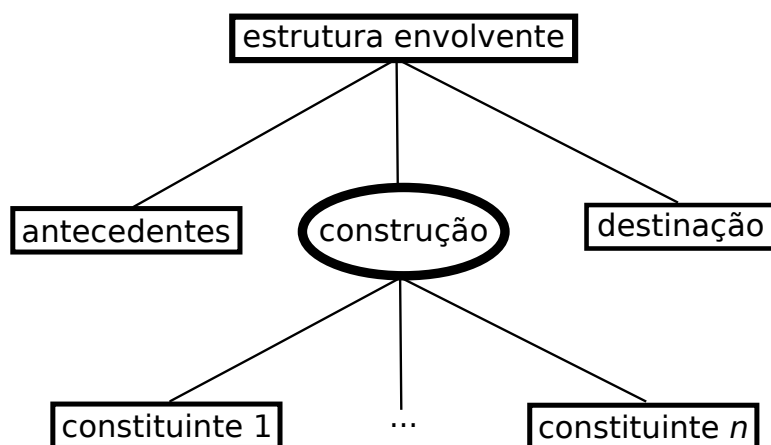 estrutura envolvente
antecedentes
construção
destinação
constituinte 1
...
constituinte n